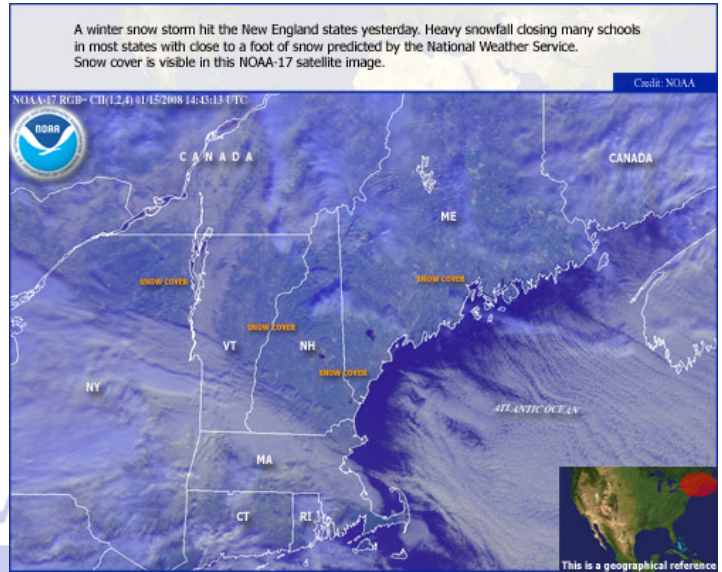 A winter snow storm hit the New England states yesterday. Heavy snowfall closing many schools
in most states with close to a foot of snow predicted by the National Weather Service.
Snow cover is visible in this NOAA-17 satellite image.
Credit: NOAA
NOAA-17 RGB= CH(1,2,4) 01/15/2008 14:43:13 UTC
NOAA
CANADA
CANADA
ME
SNOW COVER
SNOW COVER
SNOW COVER
VT
NH
SNOW COVER
NY
ATLANTIC OCEAN
MA
CT
RI
This is a geographical reference